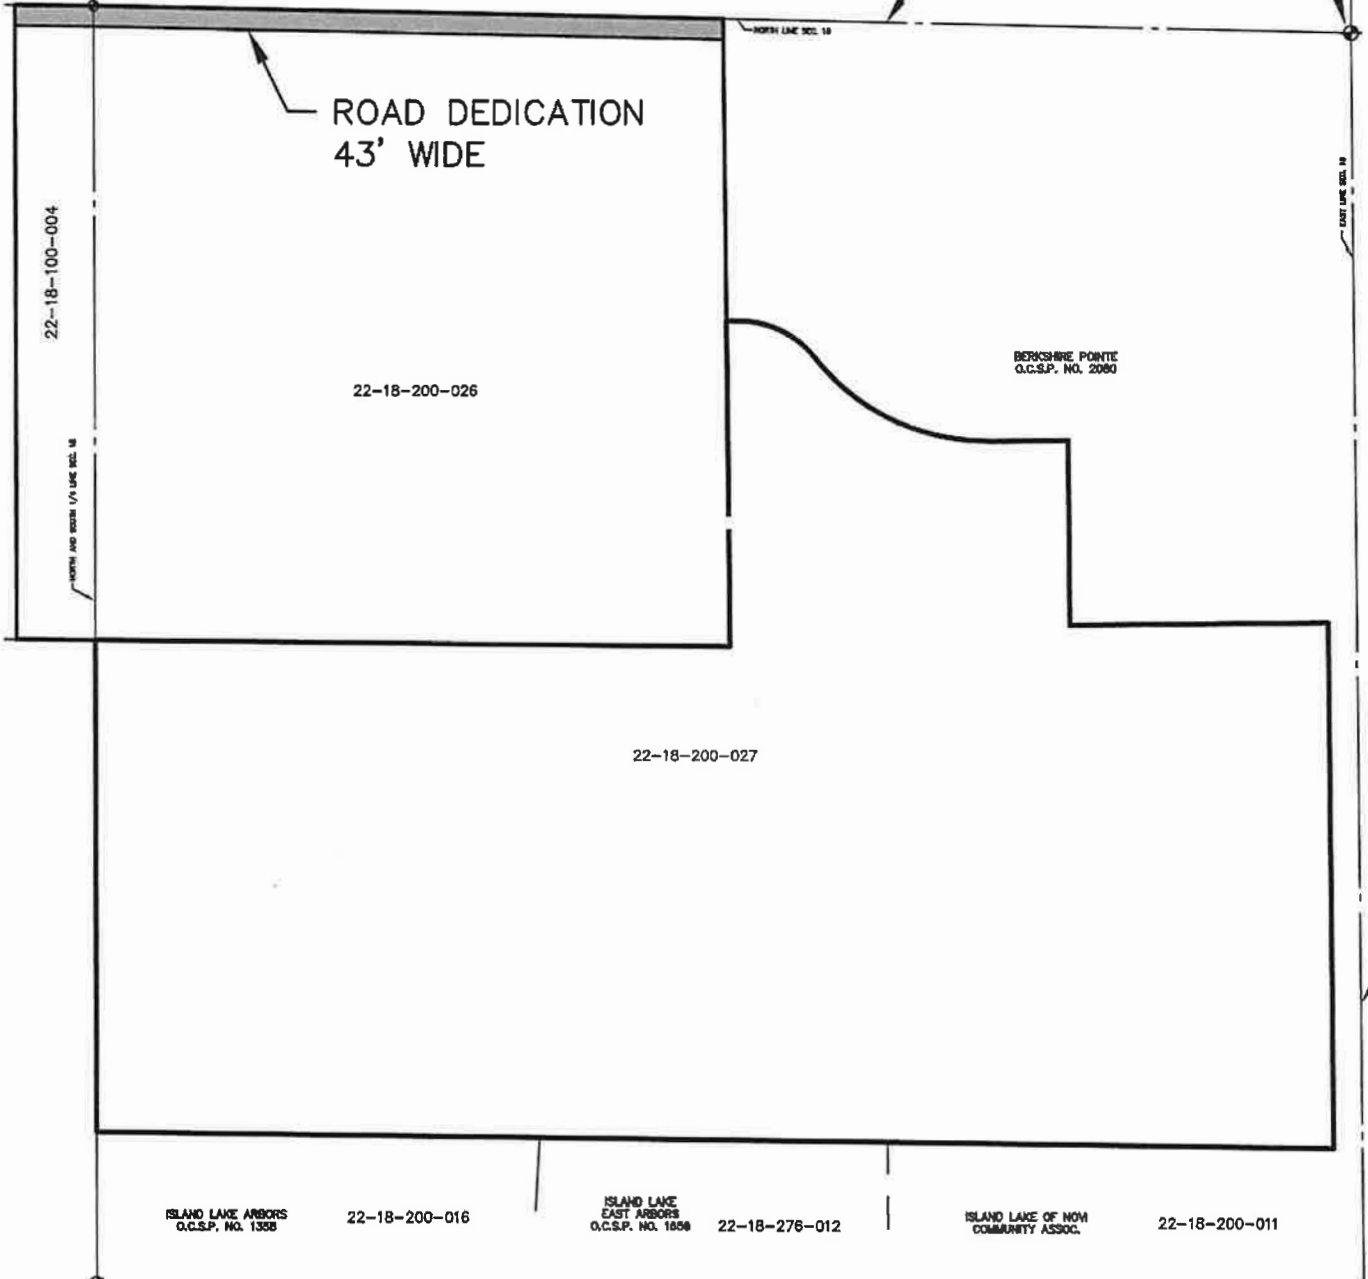 NORTH LINE SEC. 18
ROAD DEDICATION
43' WIDE
EAST LINE SEC. 18
22-18-100-004
BERKSHIRE POINTE
O.C.S.P. NO. 2080
22-18-200-026
NORTH AND SOUTH 1/4 LINE SEC. 18
22-18-200-027
ISLAND LAKE ARBORS
O.C.S.P. NO. 1358
22-18-200-016
ISLAND LAKE
EAST ARBORS
O.C.S.P. NO.
22-18-276-012
ISLAND LAKE OF NOVI
COMMUNITY ASSOC.
22-18-200-011